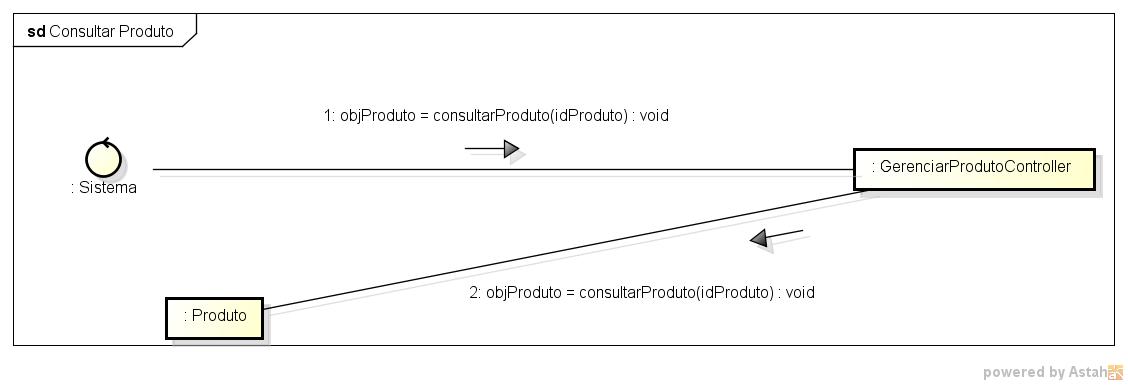 sd Consultar Produto
1: objProduto = consultarProduto(idProduto) : void
: Sistema
: GerenciarProdutoController
2: objProduto = consultarProduto(idProduto) : void
: Produto
powered by Astah